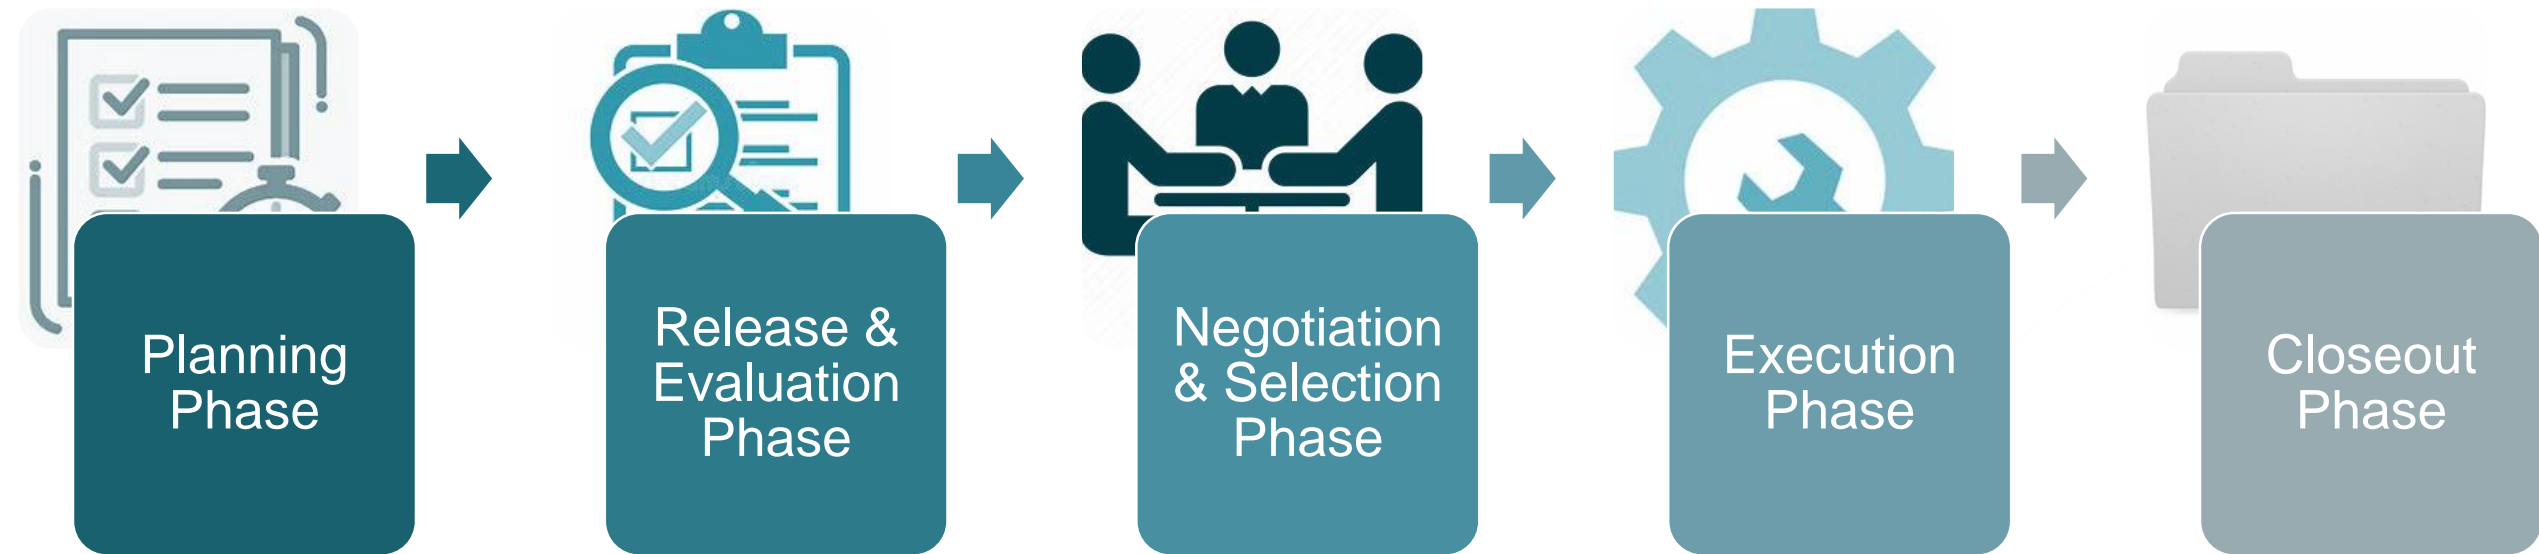 Planning
Phase
Release &
Evaluation
Phase
Negotiation
& Selection
Phase
Execution
Phase
Closeout
Phase